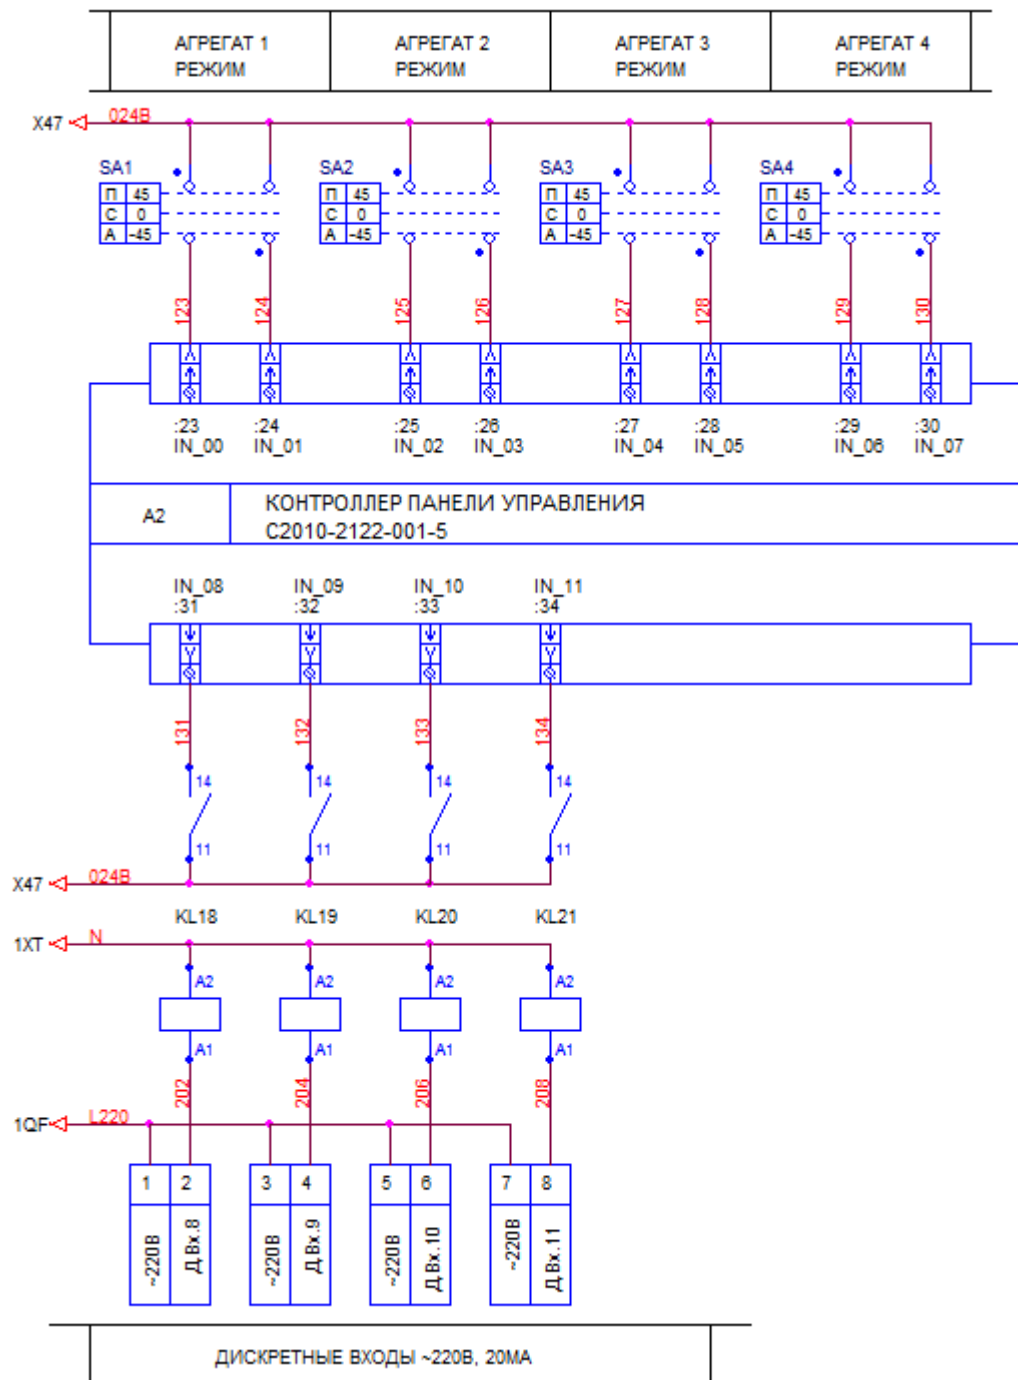 АГРЕГАТ 1
РЕЖИМ
АГРЕГАТ 2
РЕЖИМ
АГРЕГАТ 3
РЕЖИМ
АГРЕГАТ 4
РЕЖИМ
X47 024В
SA1
П 45
С 0
А -45
SA2
П 45
С 0
А -45
SA3
П 45
С 0
А -45
SA4
П 45
С 0
А -45
123 124 125 126 127 128 129 130
:23 :24 :25 :26 :27 :28 :29 :30
IN_00 IN_01 IN_02 IN_03 IN_04 IN_05 IN_06 IN_07
A2
КОНТРОЛЛЕР ПАНЕЛИ УПРАВЛЕНИЯ
C2010-2122-001-5
IN_08 IN_09 IN_10 IN_11
:31 :32 :33 :34
131 132 133 134
14 14 14 14
11 11 11 11
X47 024В
KL18 KL19 KL20 KL21
1XT N
A2 A2 A2 A2
A1 A1 A1 A1
202 204 206 208
1QF L220
1 2 3 4 5 6 7 8
~220В Д.Вх.8 ~220В Д.Вх.9 ~220В Д.Вх.10 ~220В Д.Вх.11
ДИСКРЕТНЫЕ ВХОДЫ ~220В, 20МА